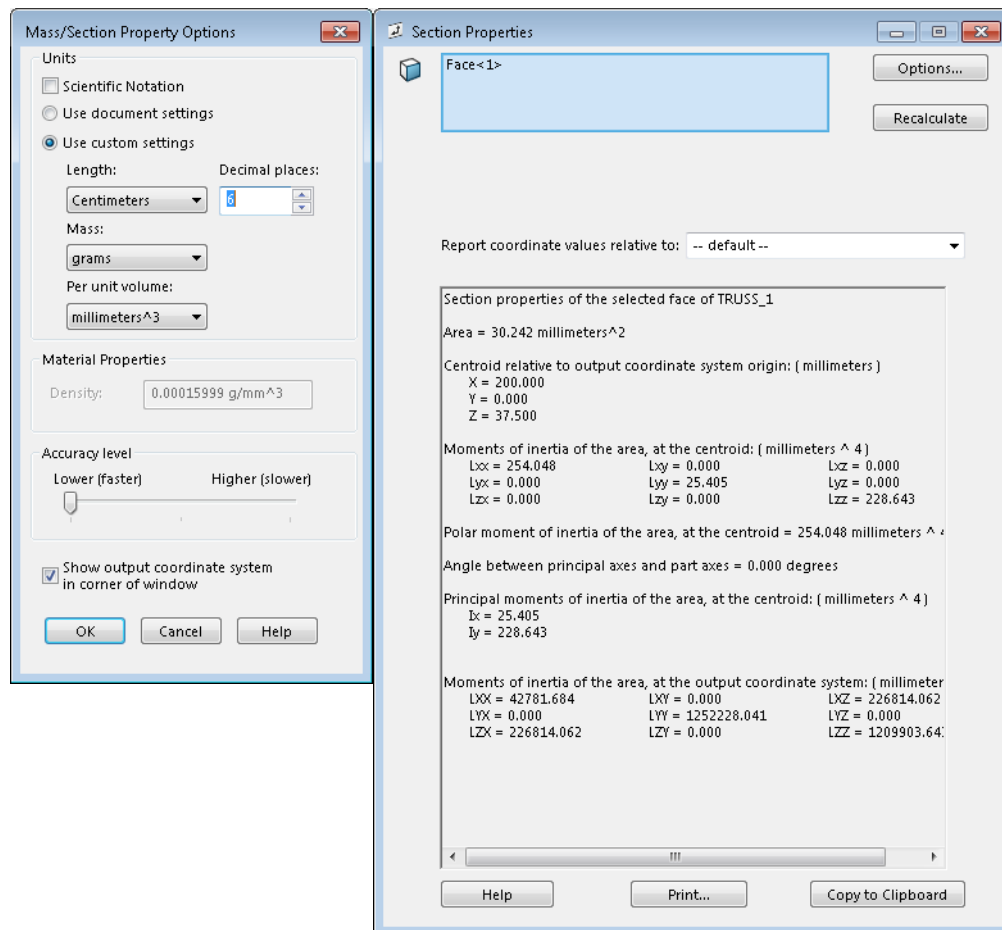 Mass/Section Property Options
Units
Scientific Notation
Use document settings
Use custom settings
Length: Decimal places:
Centimeters 6
Mass:
grams
Per unit volume:
millimeters^3
Material Properties
Density: 0.00015999 g/mm^3
Accuracy level
Lower (faster) Higher (slower)
Show output coordinate system
in corner of window
OK Cancel Help
Section Properties
Face<1>
Options...
Recalculate
Report coordinate values relative to: -- default --
Section properties of the selected face of TRUSS_1
Area = 30.242 millimeters^2
Centroid relative to output coordinate system origin: ( millimeters )
X = 200.000
Y = 0.000
Z = 37.500
Moments of inertia of the area, at the centroid: ( millimeters ^ 4 )
Lxx = 254.048 Lxy = 0.000 Lxz = 0.000
Lyx = 0.000 Lyy = 25.405 Lyz = 0.000
Lzx = 0.000 Lzy = 0.000 Lzz = 228.643
Polar moment of inertia of the area, at the centroid = 254.048 millimeters ^
Angle between principal axes and part axes = 0.000 degrees
Principal moments of inertia of the area, at the centroid: ( millimeters ^ 4 )
Ix = 25.405
Iy = 228.643
Moments of inertia of the area, at the output coordinate system: ( millimeter
LXX = 42781.684 LXY = 0.000 LXZ = 226814.062
LYX = 0.000 LYY = 1252228.041 LYZ = 0.000
LZX = 226814.062 LZY = 0.000 LZZ = 1209903.64
Help Print... Copy to Clipboard